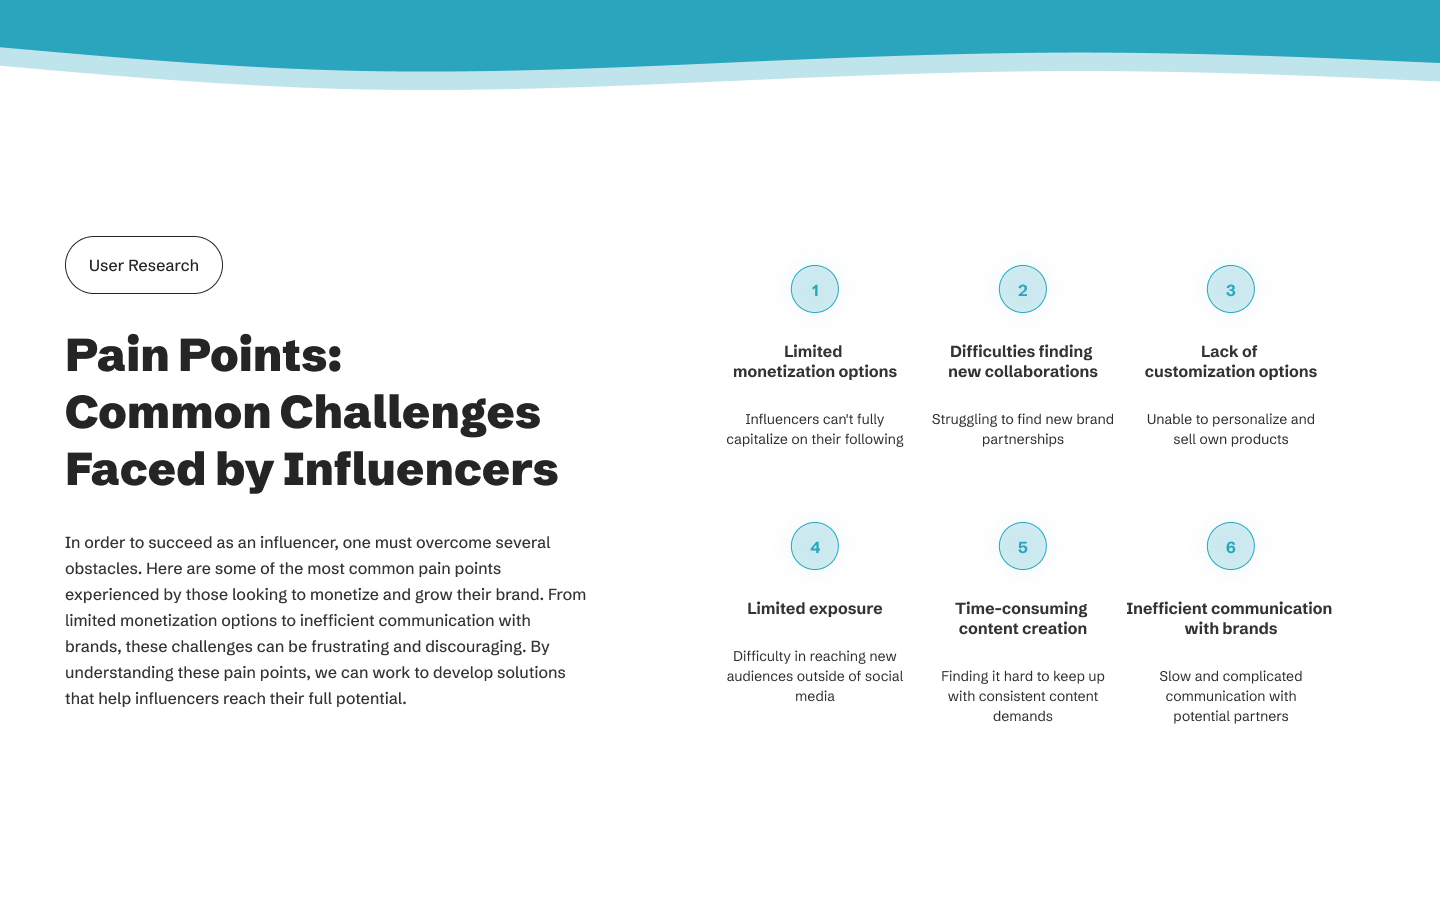 User Research
Pain Points:
Common Challenges
Faced by Influencers
In order to succeed as an influencer, one must overcome several
obstacles. Here are some of the most common pain points
experienced by those looking to monetize and grow their brand. From
limited monetization options to inefficient communication with
brands, these challenges can be frustrating and discouraging. By
understanding these pain points, we can work to develop solutions
that help influencers reach their full potential.
1
Limited
monetization options
Influencers can't fully
capitalize on their following
2
Difficulties finding
new collaborations
Struggling to find new brand
partnerships
3
Lack of
customization options
Unable to personalize and
sell own products
4
Limited exposure
Difficulty in reaching new
audiences outside of social
media
5
Time-consuming
content creation
Finding it hard to keep up
with consistent content
demands
6
Inefficient communication
with brands
Slow and complicated
communication with
potential partners